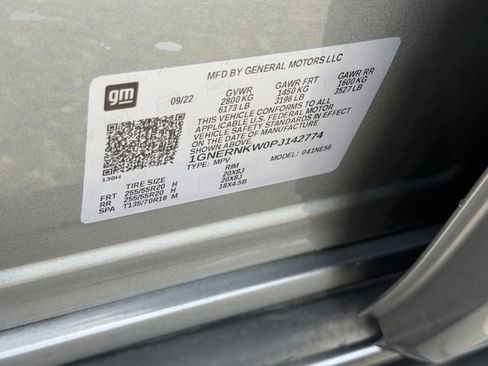 MFD BY GENERAL MOTORS LLC
gm
09/22
GVWR GAWR FRT GAWR RR
2800 KG 1450 KG 1600 KG
6173 LB 3196 LB 3527 LB
THIS VEHICLE CONFORMS TO ALL
APPLICABLE U.S. FEDERAL MOTOR
VEHICLE SAFETY STANDARDS IN EFFECT
ON THE DATE OF MANUFACTURE SHOWN ABOVE.
1GNERNKW0PJ142774
TYPE: MPV MODEL: 041NE56
139H
TIRE SIZE RIM
FRT 255/55R20 H 20X8J
RR 255/55R20 H 20X8J
SPA T135/70R18 M 18X4.5B